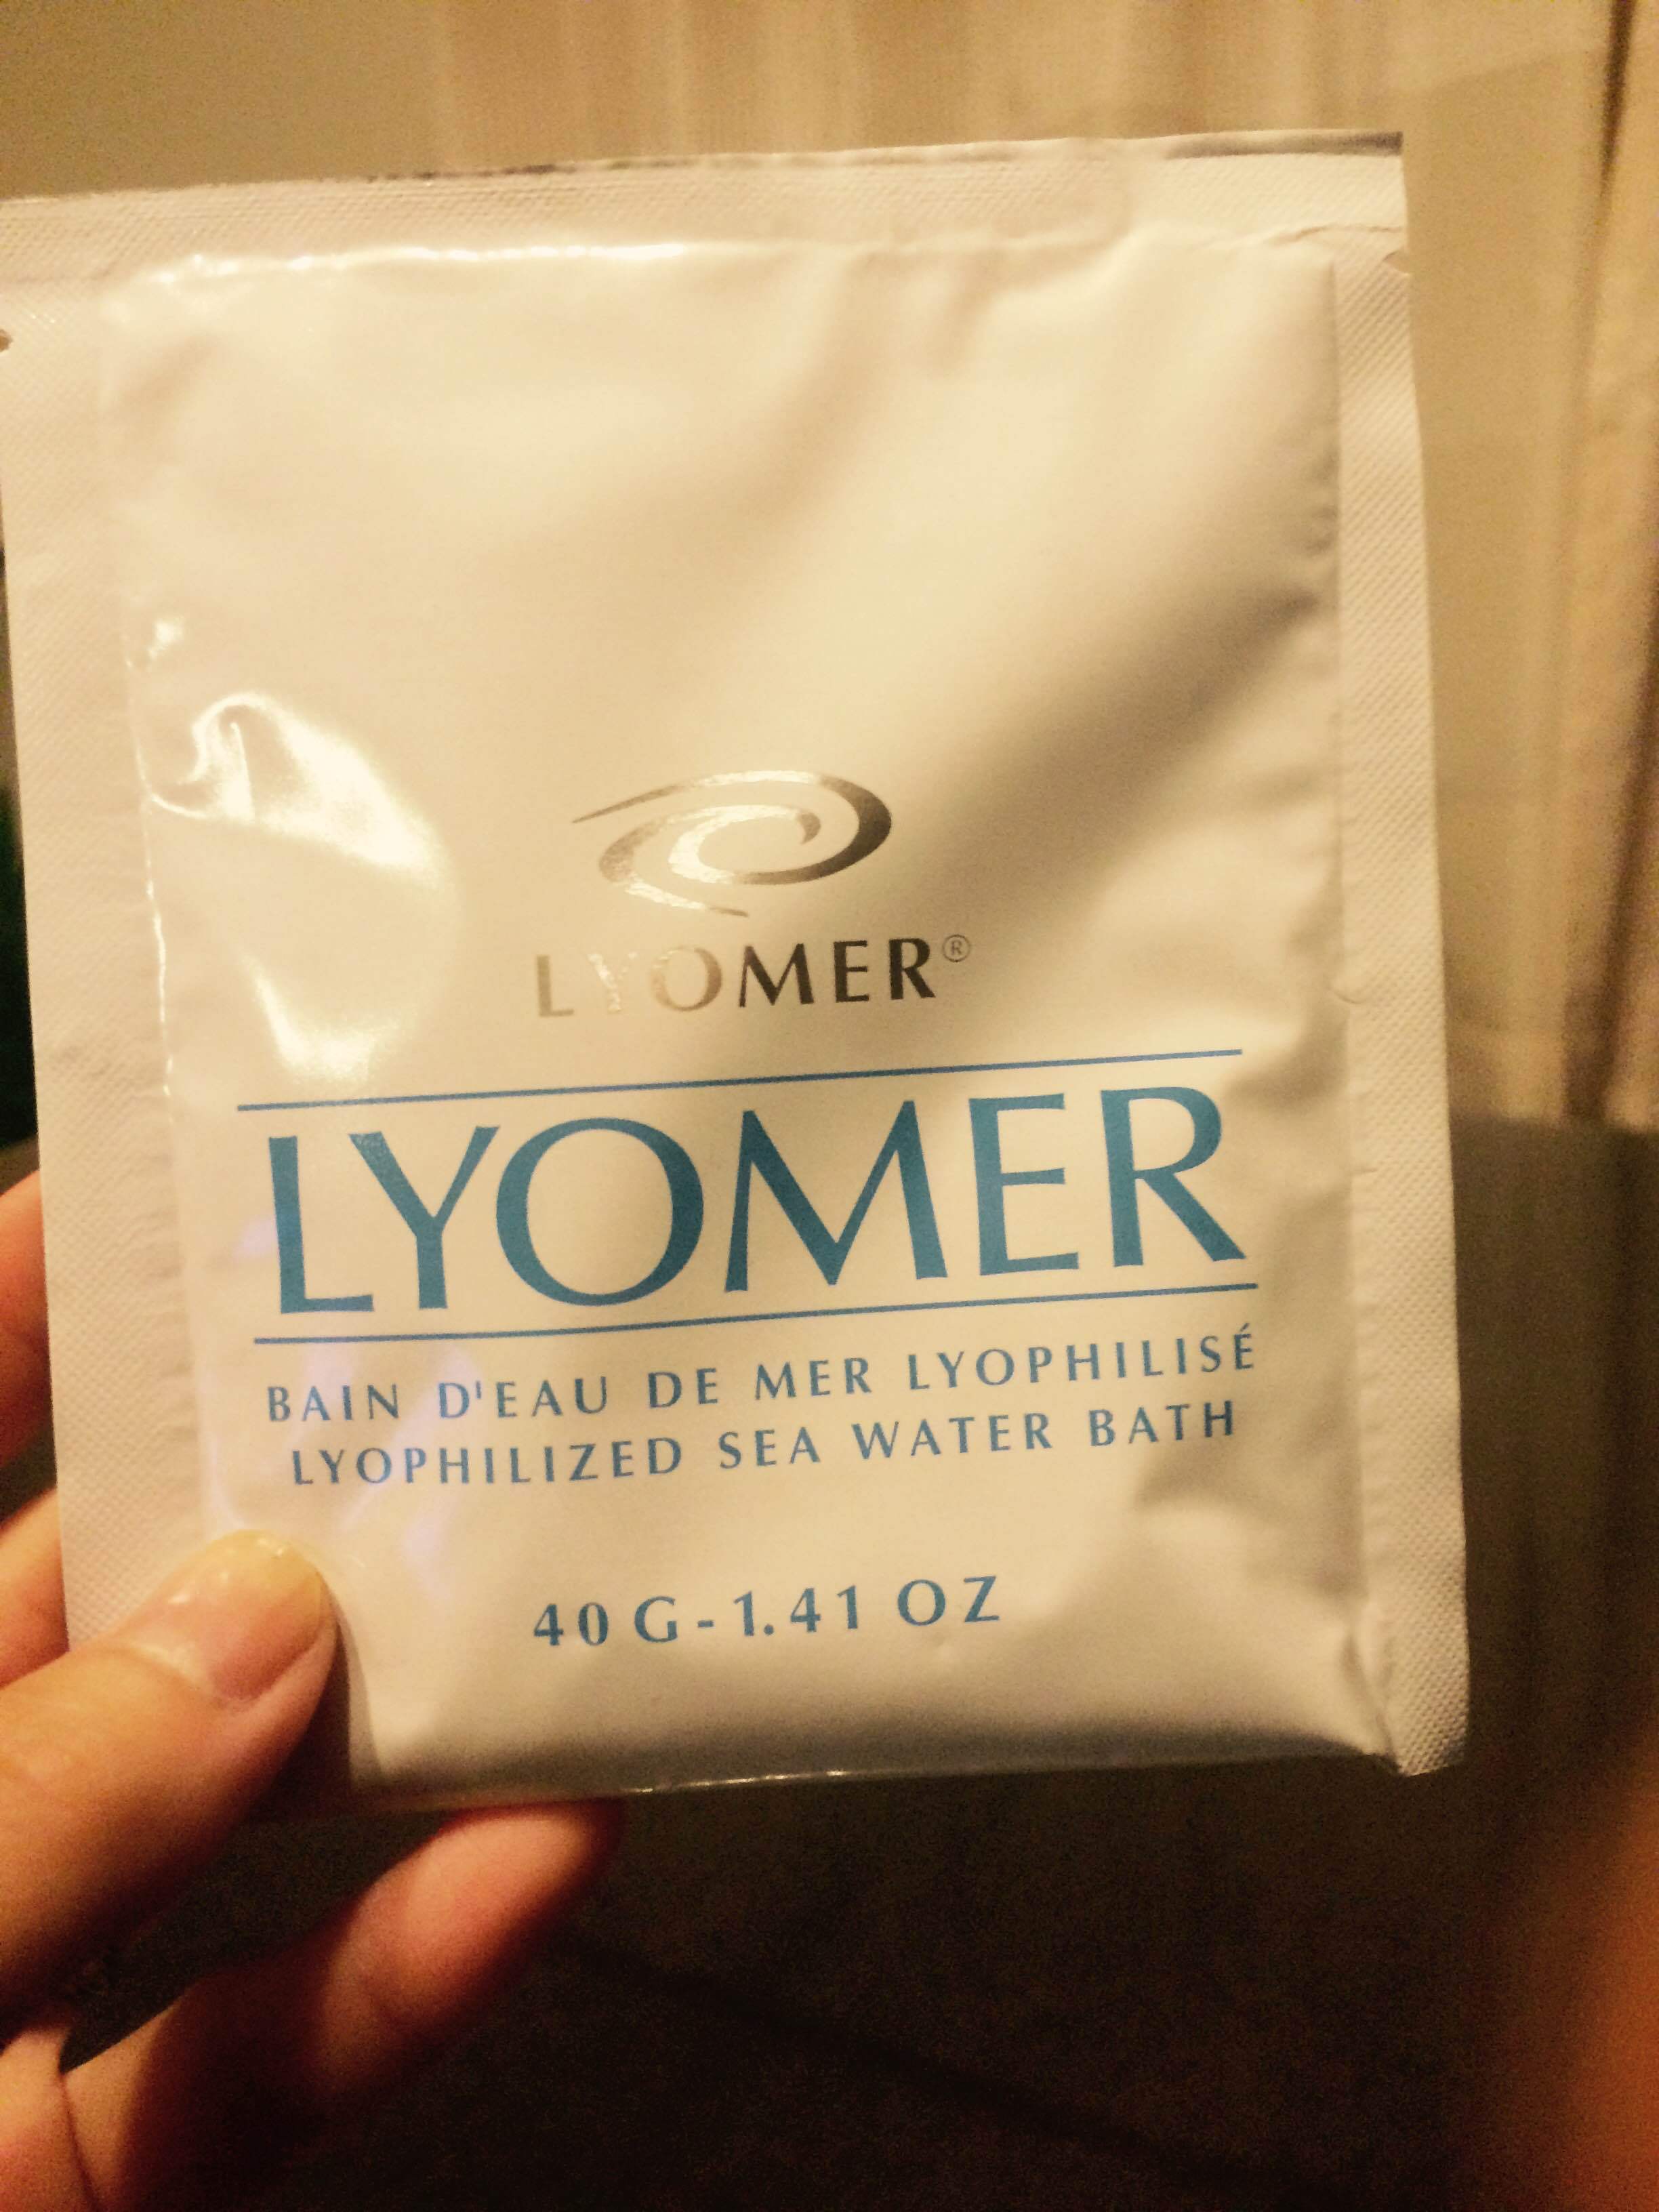 LYOMER®
LYOMER
BAIN D'EAU DE MER LYOPHILISÉ
LYOPHILIZED SEA WATER BATH
40 G - 1.41 OZ